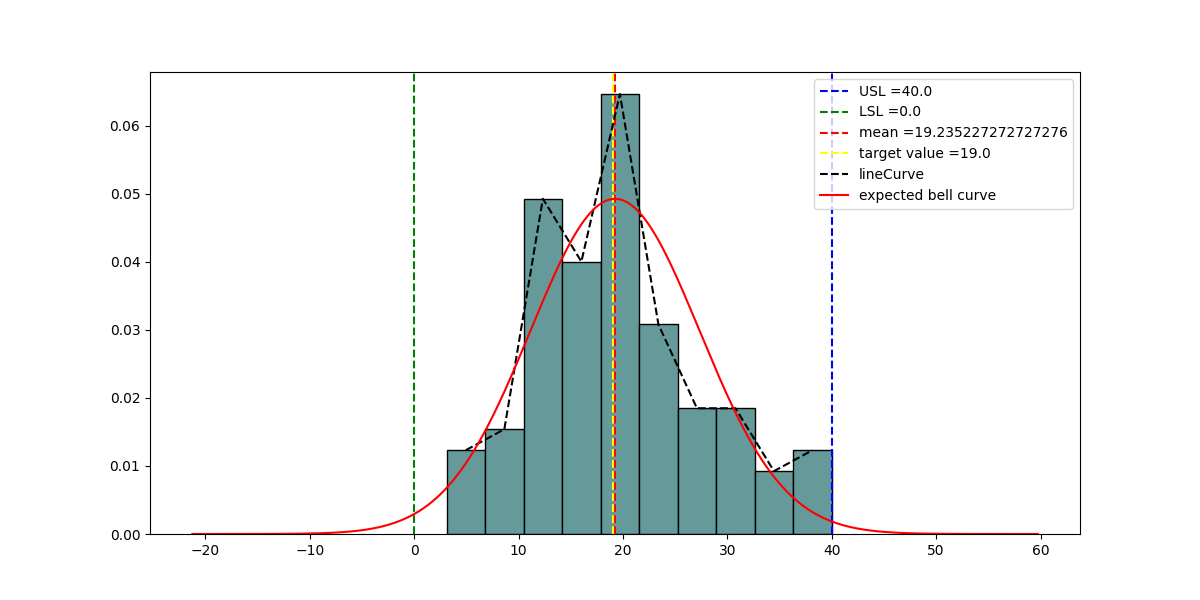 USL =40.0
LSL =0.0
mean =19.235227272727276
target value =19.0
lineCurve
expected bell curve
0.06
0.05
0.04
0.03
0.02
0.01
0.00
−20 −10 0 10 20 30 40 50 60